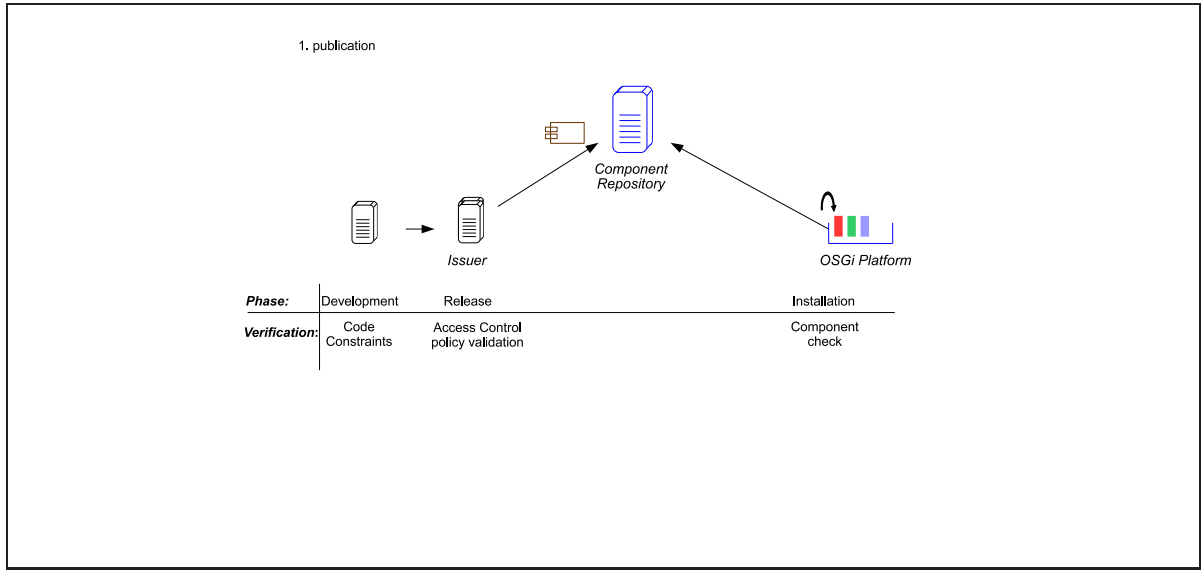 1. publication
Component
Repository
Issuer
OSGi Platform
Phase: Development Release Installation
Verification: Code Access Control Component
Constraints policy validation check